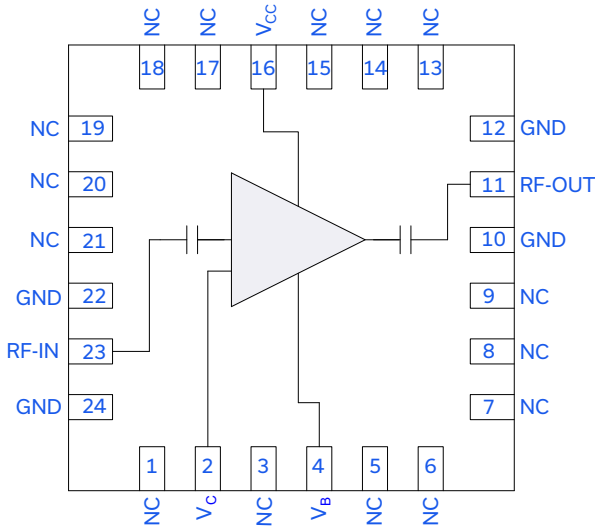 NC NC VCC NC NC NC
18 17 16 15 14 13
NC 19 12 GND
NC 20 11 RF-OUT
NC 21 10 GND
GND 22 9 NC
RF-IN 23 8 NC
GND 24 7 NC
1 2 3 4 5 6
NC VC NC VB NC NC